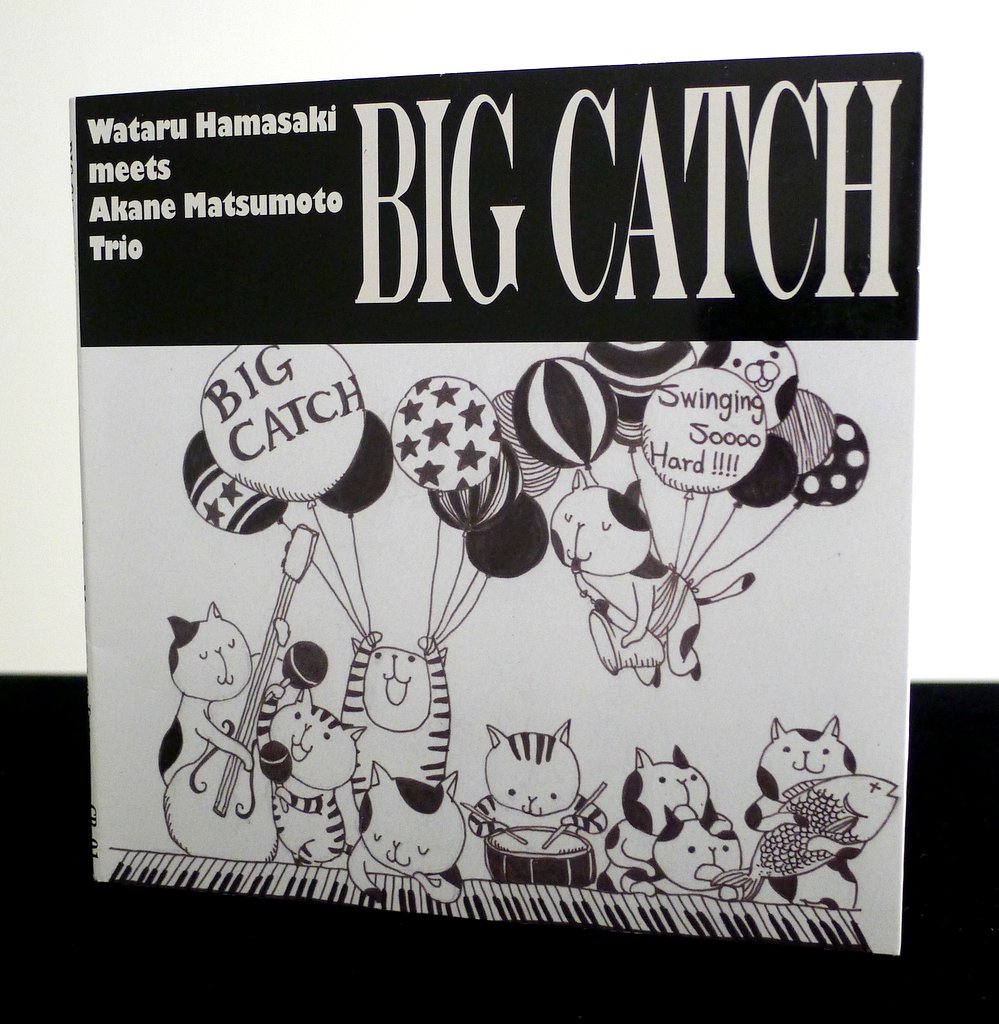 Wataru Hamasaki
meets
Akane Matsumoto
Trio
BIG CATCH
BIG
CATCH
Swinging
Soooo
Hard !!!!